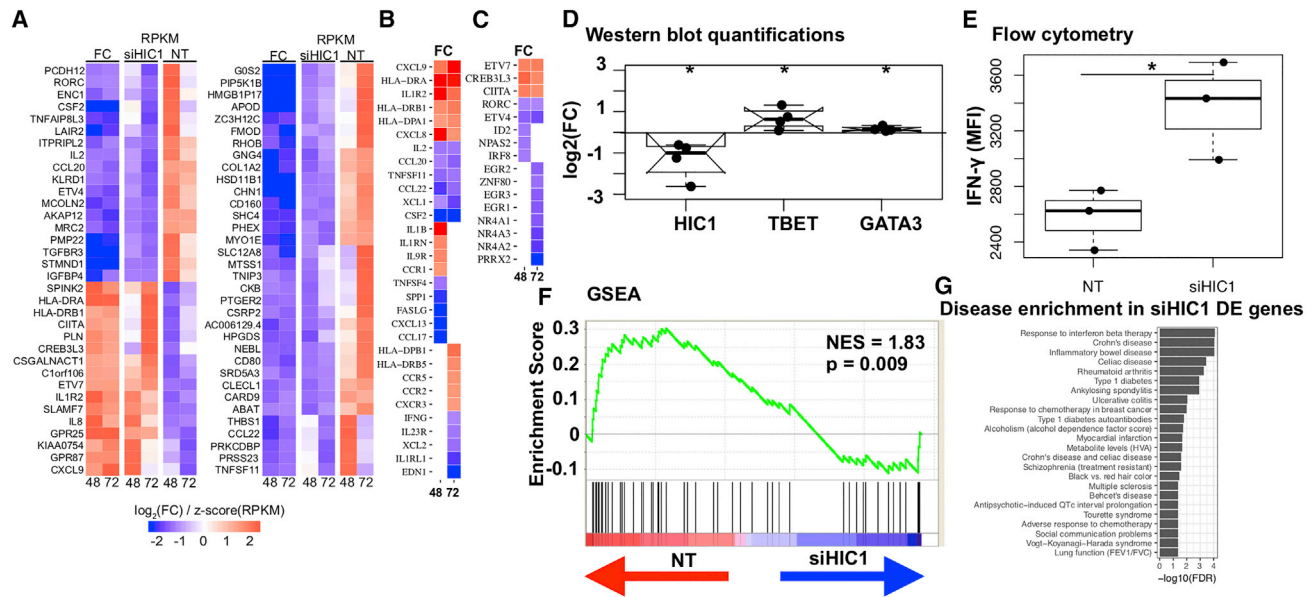 A
RPKM
FC siHIC1 NT
PCDH12
RORC
ENC1
CSF2
TNFAIP8L3
LAIR2
ITPRIPL2
IL2
CCL20
KLRD1
ETV4
MCOLN2
AKAP12
MRC2
PMP22
TGFBR3
STMND1
IGFBP4
SPINK2
HLA-DRA
HLA-DRB1
CIITA
PLN
CREB3L3
CSGALNACT1
C1orf106
ETV7
IL1R2
SLAMF7
IL8
GPR25
KIAA0754
GPR87
CXCL9
48 72 48 72 48 72
RPKM
FC siHIC1 NT
G0S2
PIP5K1B
HMGB1P17
APOD
ZC3H12C
FMOD
RHOB
GNG4
COL1A2
HSD11B1
CHN1
CD160
SHC4
PHEX
MYO1E
SLC12A8
MTSS1
TNIP3
CKB
PTGER2
CSRP2
AC006129.4
HPGDS
NEBL
CD80
SRD5A3
CLECL1
CARD9
ABAT
THBS1
CCL22
PRKCDBP
PRSS23
TNFSF11
48 72 48 72 48 72
log2(FC) / z-score(RPKM)
-2 -1 0 1 2
B
FC
CXCL9
HLA-DRA
IL1R2
HLA-DRB1
HLA-DPA1
CXCL8
IL2
CCL20
TNFSF11
CCL22
XCL1
CSF2
IL1B
IL1RN
IL9R
CCR1
TNFSF4
SPP1
FASLG
CXCL13
CCL17
HLA-DPB1
HLA-DRB5
CCR5
CCR2
CXCR3
IFNG
IL23R
XCL2
IL1RL1
EDN1
48 72
C
FC
ETV7
CREB3L3
CIITA
RORC
ETV4
ID2
NPAS2
IRF8
EGR2
ZNF80
EGR3
EGR1
NR4A1
NR4A3
NR4A2
PRRX2
48 72
D
Western blot quantifications
log2(FC)
3
1
-1
-3
* * *
HIC1 TBET GATA3
E
Flow cytometry
IFN-γ (MFI)
3600
3200
2800
2400
*
NT siHIC1
F
GSEA
Enrichment Score
0.3
0.2
0.1
0
-0.1
NES = 1.83
p = 0.009
NT siHIC1
G
Disease enrichment in siHIC1 DE genes
Response to interferon beta therapy
Crohn's disease
Inflammatory bowel disease
Celiac disease
Rheumatoid arthritis
Type 1 diabetes
Ankylosing spondylitis
Ulcerative colitis
Response to chemotherapy in breast cancer
Type 1 diabetes autoantibodies
Alcoholism (alcohol dependence factor score)
Myocardial infarction
Metabolite levels (HVA)
Crohn's disease and celiac disease
Schizophrenia (treatment resistant)
Black vs. red hair color
Multiple sclerosis
Behcet's disease
Antipsychotic-induced QTc interval prolongation
Tourette syndrome
Adverse response to chemotherapy
Social communication problems
Vogt-Koyanagi-Harada syndrome
Lung function (FEV1/FVC)
0 1 2 3 4
-log10(FDR)